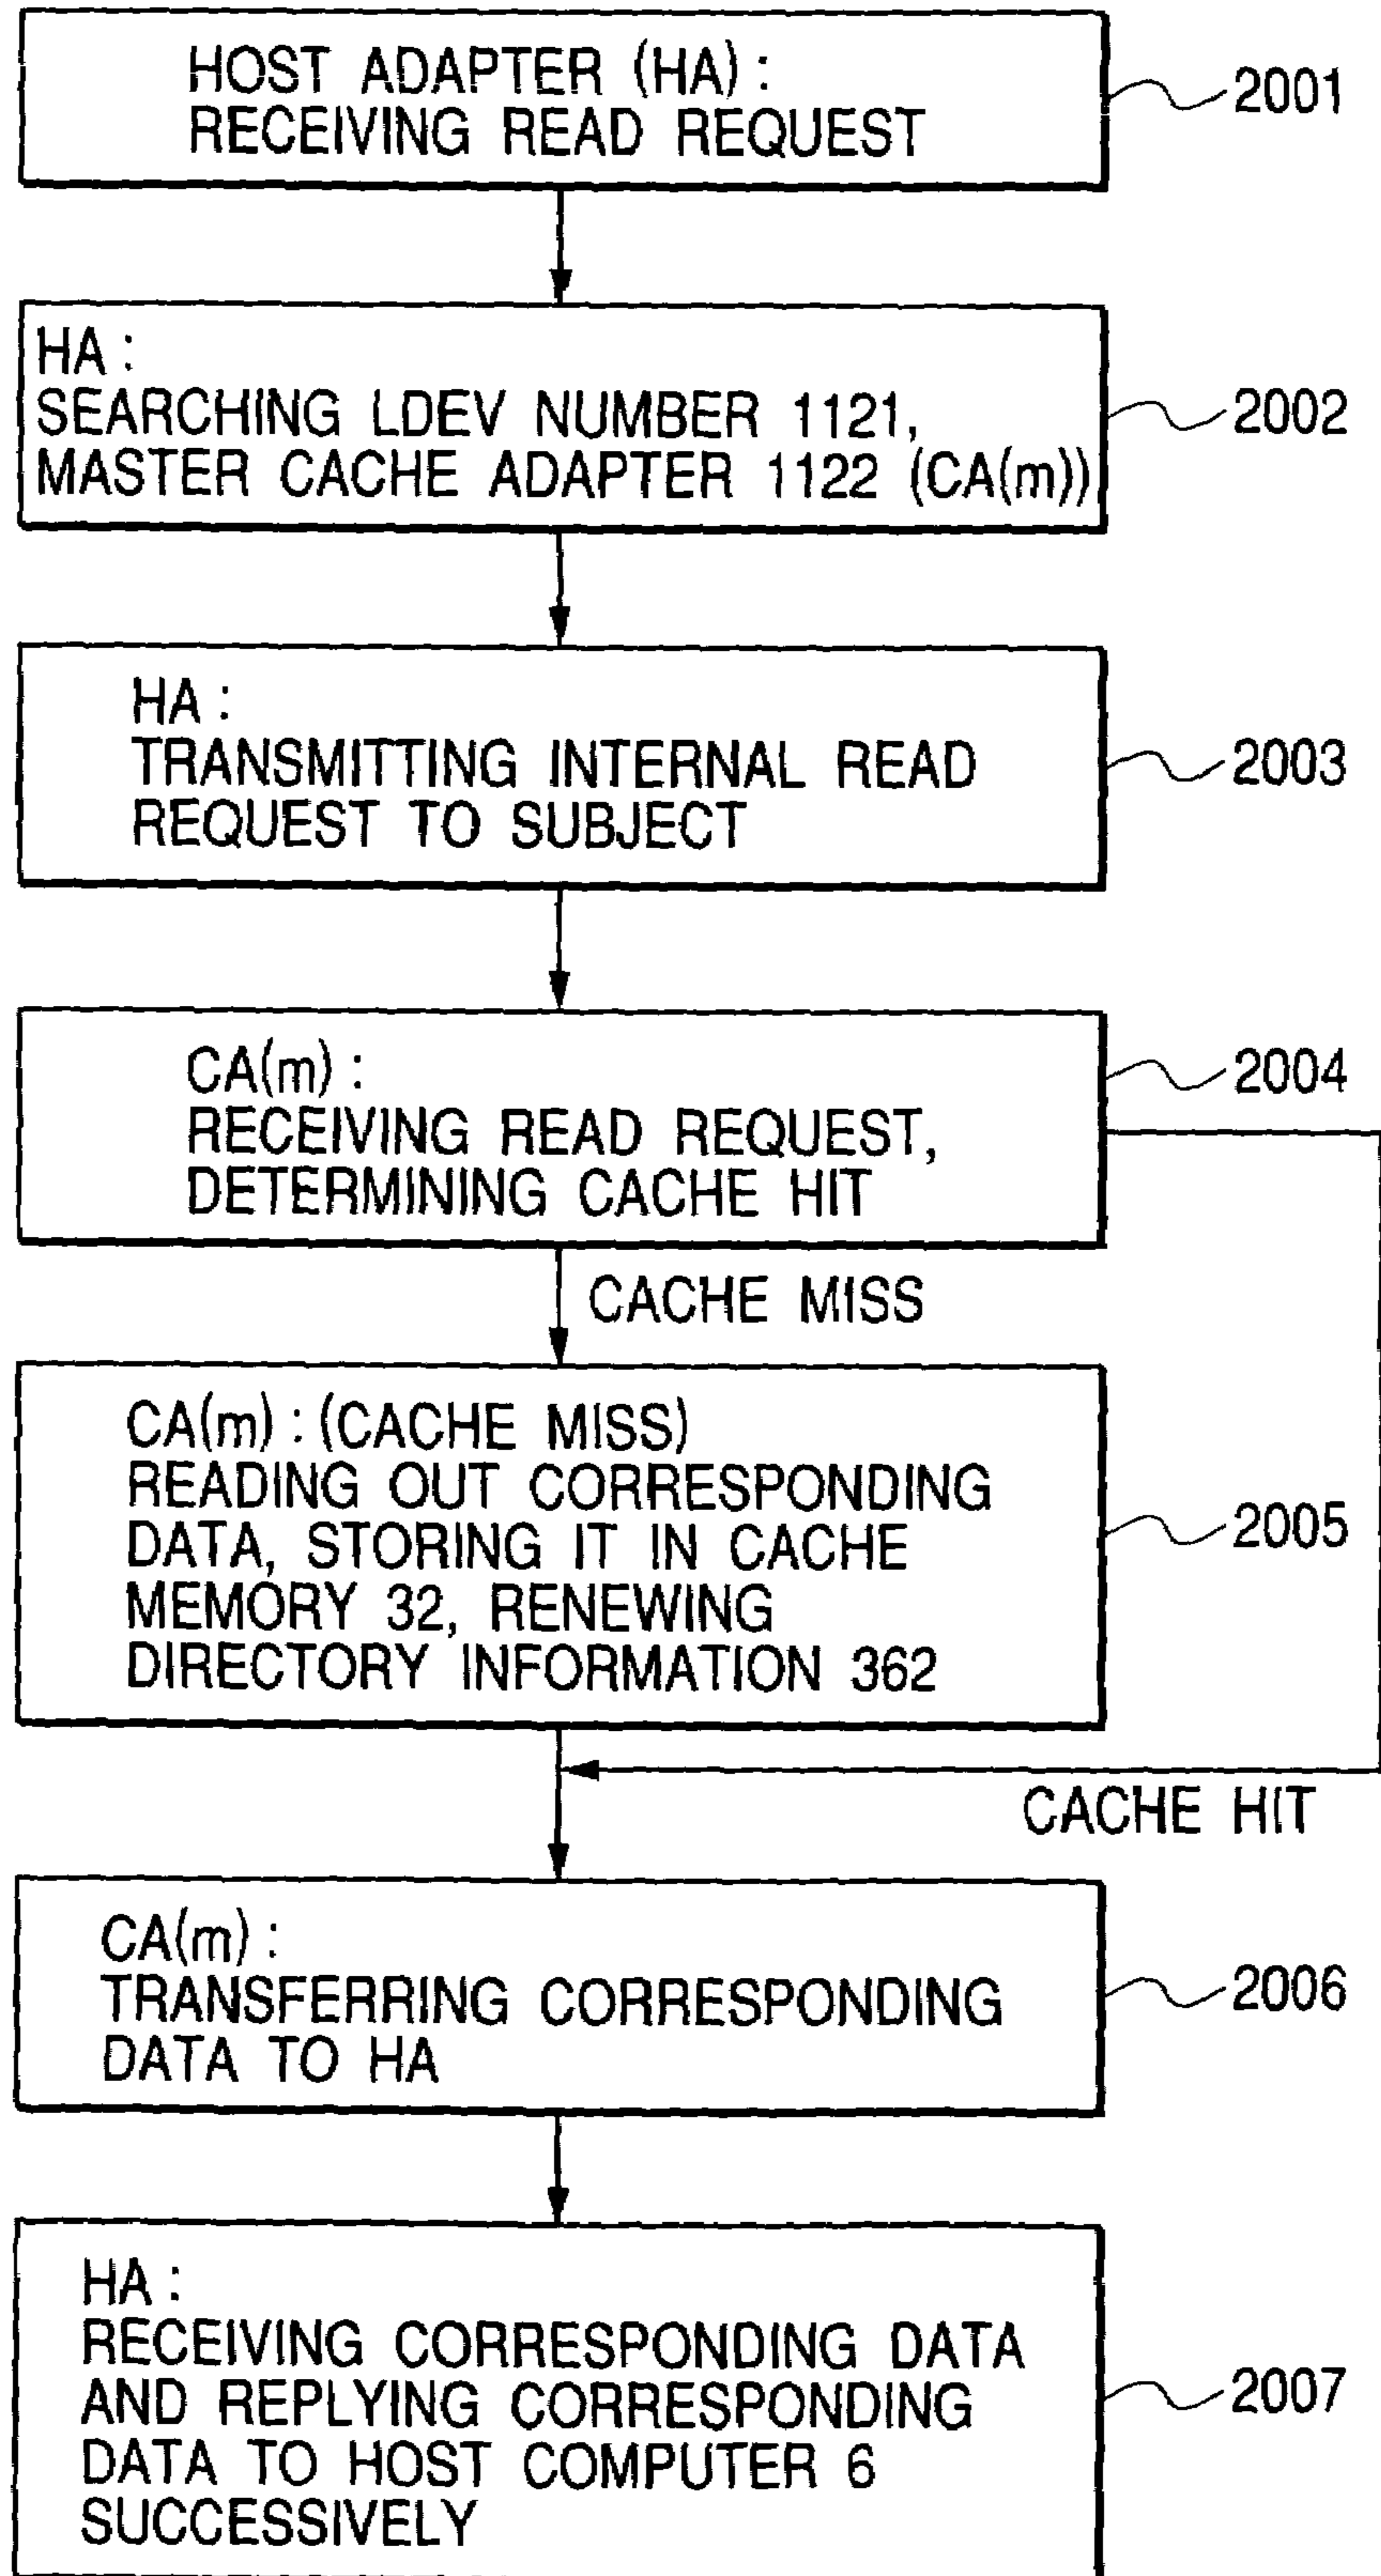 HOST ADAPTER (HA) :
RECEIVING READ REQUEST
2001
HA :
SEARCHING LDEV NUMBER 1121,
MASTER CACHE ADAPTER 1122 (CA(m))
2002
HA :
TRANSMITTING INTERNAL READ
REQUEST TO SUBJECT
2003
CA(m) :
RECEIVING READ REQUEST,
DETERMINING CACHE HIT
2004
CACHE MISS
CA(m) : (CACHE MISS)
READING OUT CORRESPONDING
DATA, STORING IT IN CACHE
MEMORY 32, RENEWING
DIRECTORY INFORMATION 362
2005
CACHE HIT
CA(m) :
TRANSFERRING CORRESPONDING
DATA TO HA
2006
HA :
RECEIVING CORRESPONDING DATA
AND REPLYING CORRESPONDING
DATA TO HOST COMPUTER 6
SUCCESSIVELY
2007